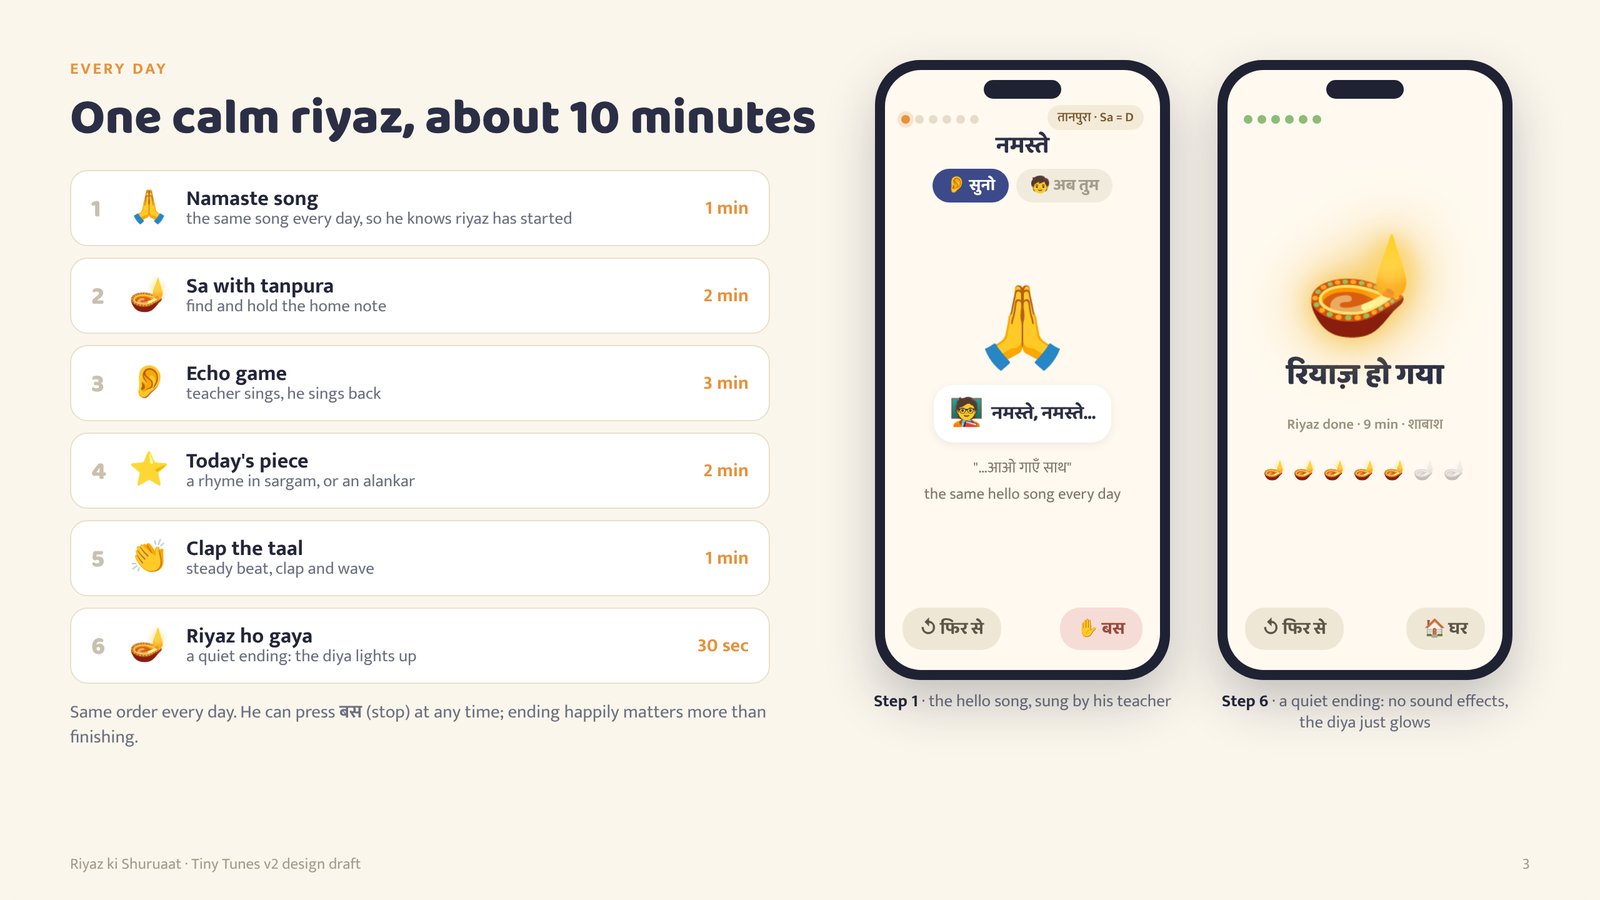 EVERY DAY
One calm riyaz, about 10 minutes
1 Namaste song 1 min
the same song every day, so he knows riyaz has started
2 Sa with tanpura 2 min
find and hold the home note
3 Echo game 3 min
teacher sings, he sings back
4 Today's piece 2 min
a rhyme in sargam, or an alankar
5 Clap the taal 1 min
steady beat, clap and wave
6 Riyaz ho gaya 30 sec
a quiet ending: the diya lights up
Same order every day. He can press बस (stop) at any time; ending happily matters more than
finishing.
तानपुरा · Sa = D
नमस्ते
सुनो अब तुम
नमस्ते, नमस्ते...
"...आओ गाएँ साथ"
the same hello song every day
फिर से बस
Step 1 · the hello song, sung by his teacher
रियाज़ हो गया
Riyaz done · 9 min · शाबाश
फिर से घर
Step 6 · a quiet ending: no sound effects,
the diya just glows
Riyaz ki Shuruaat · Tiny Tunes v2 design draft
3